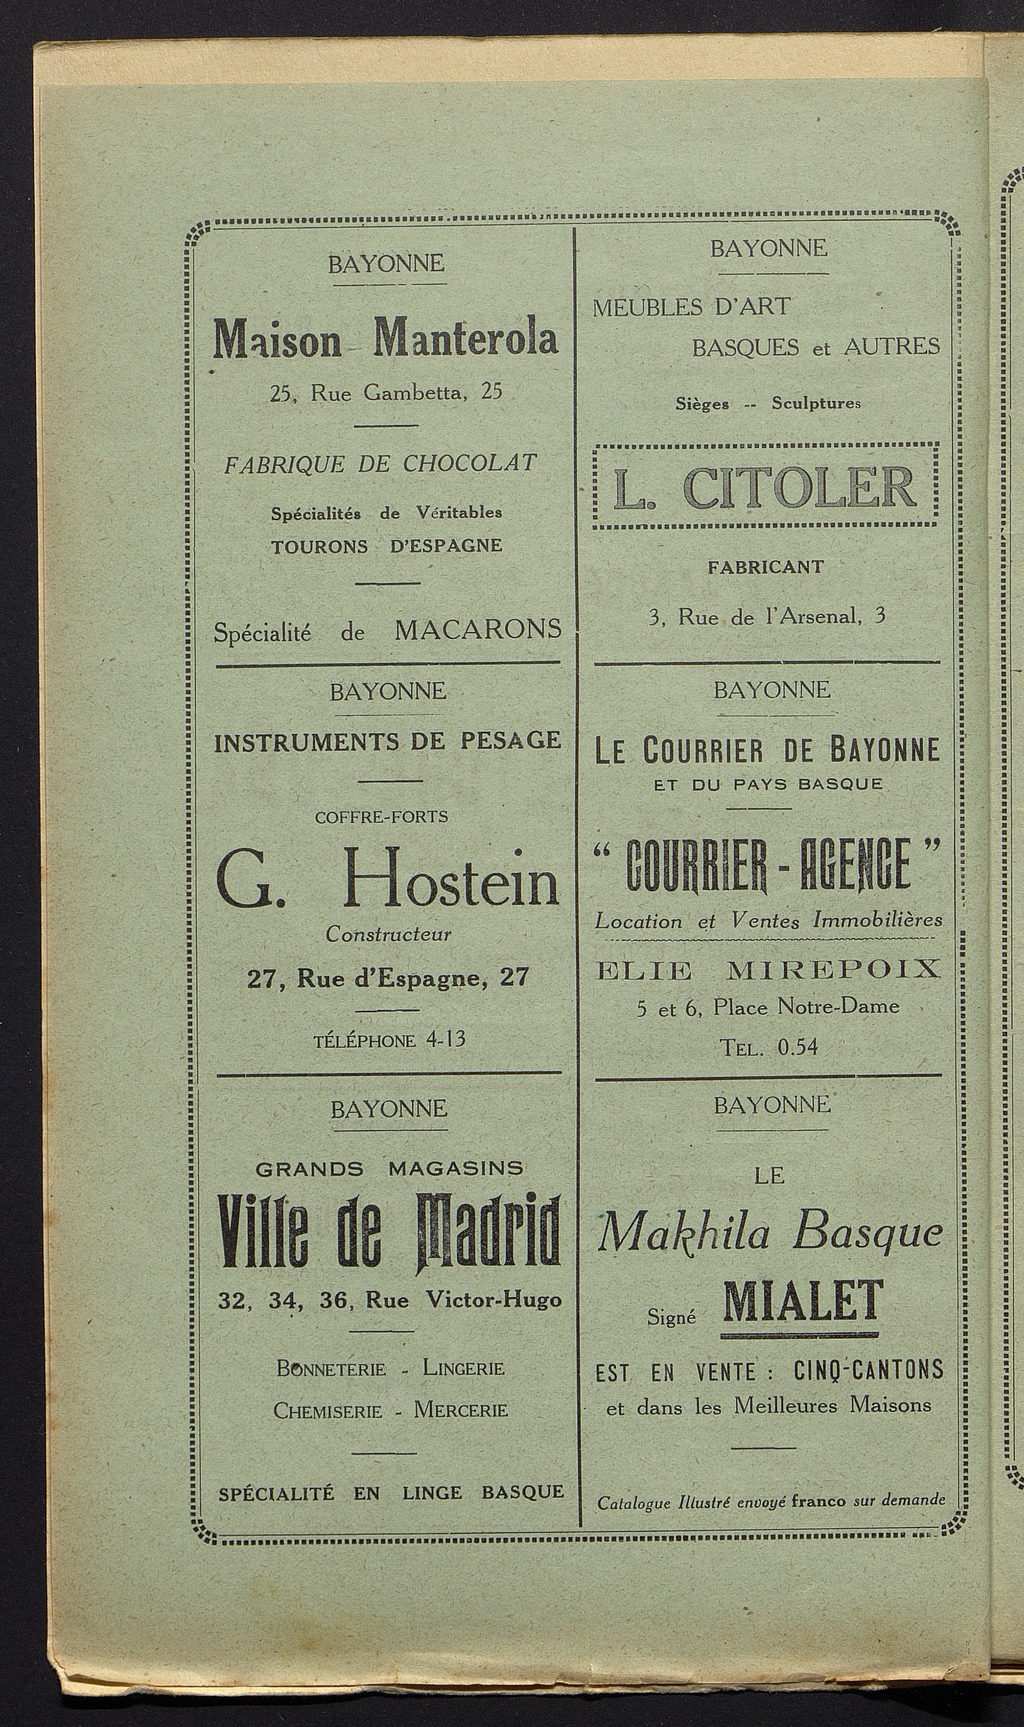 BAYONNE
Maison Manterola
25, Rue Gambetta, 25
FABRIQUE DE CHOCOLAT
Spécialités de Véritables
TOURONS D'ESPAGNE
Spécialité de MACARONS
BAYONNE
INSTRUMENTS DE PESAGE
COFFRE-FORTS
G. Hostein
Constructeur
27, Rue d'Espagne, 27
TÉLÉPHONE 4-13
BAYONNE
GRANDS MAGASINS
Ville de Madrid
32, 34, 36, Rue Victor-Hugo
BONNETERIE - LINGERIE
CHEMISERIE - MERCERIE
SPÉCIALITÉ EN LINGE BASQUE
BAYONNE
MEUBLES D'ART
BASQUES et AUTRES
Sièges -- Sculptures
L. CITOLER
FABRICANT
3, Rue de l'Arsenal, 3
BAYONNE
LE COURRIER DE BAYONNE
ET DU PAYS BASQUE
“ COURRIER - AGENCE ”
Location et Ventes Immobilières
ELIE MIREPOIX
5 et 6, Place Notre-Dame
TEL. 0.54
BAYONNE
LE
Makhila Basque
Signé MIALET
EST EN VENTE : CINQ-CANTONS
et dans les Meilleures Maisons
Catalogue Illustré envoyé franco sur demande